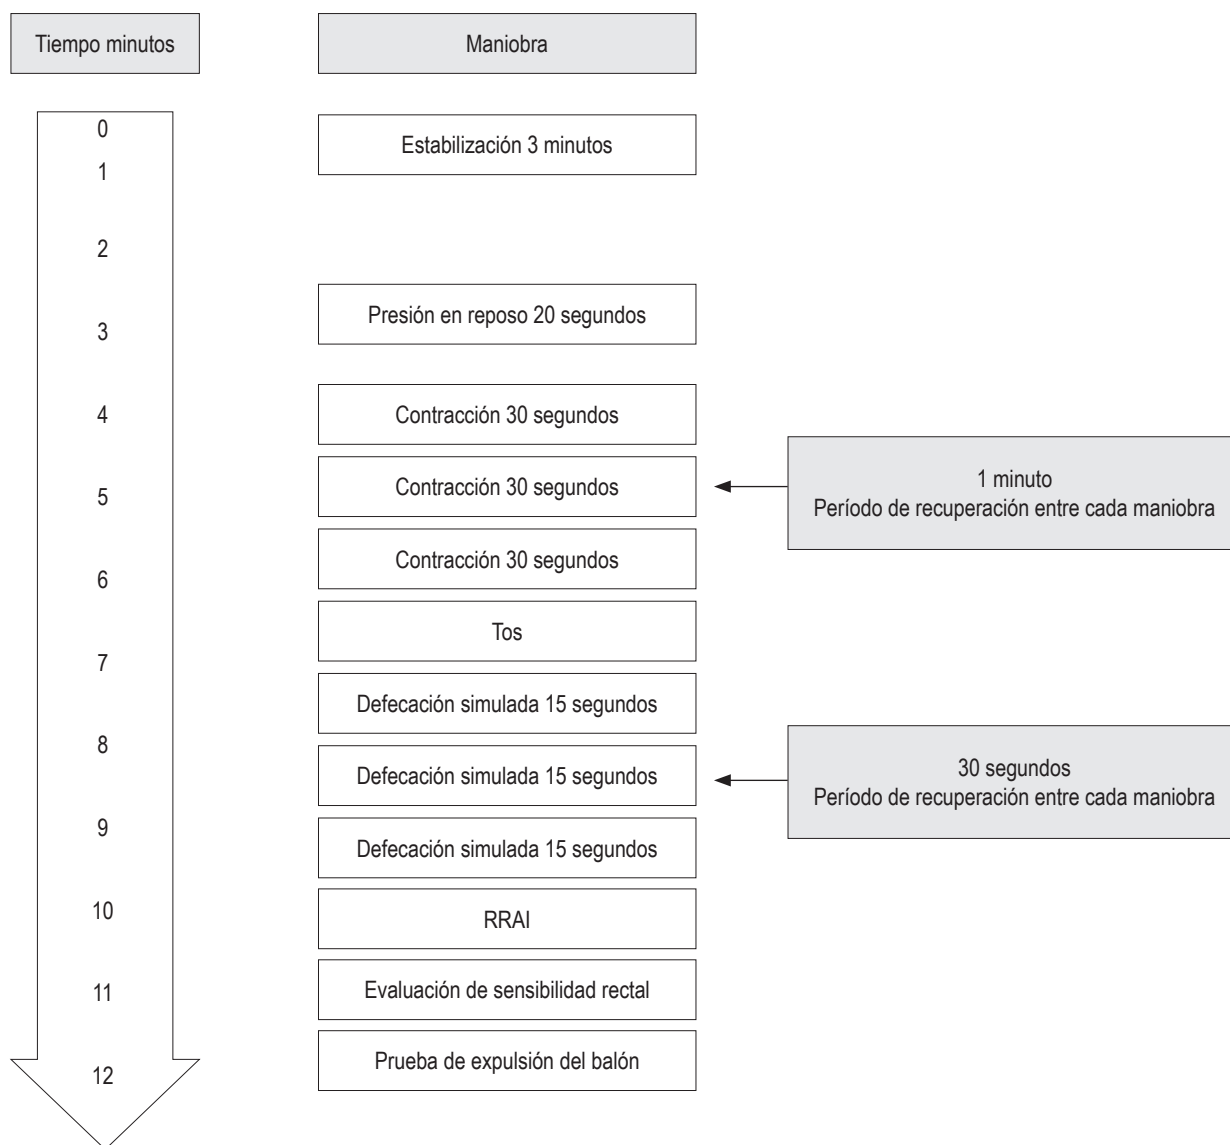 Tiempo minutos
Maniobra
0
Estabilización 3 minutos
1
2
Presión en reposo 20 segundos
3
4
Contracción 30 segundos
5
Contracción 30 segundos
1 minuto
Período de recuperación entre cada maniobra
Contracción 30 segundos
6
Tos
7
Defecación simulada 15 segundos
8
Defecación simulada 15 segundos
30 segundos
Período de recuperación entre cada maniobra
9
Defecación simulada 15 segundos
10
RRAI
11
Evaluación de sensibilidad rectal
12
Prueba de expulsión del balón